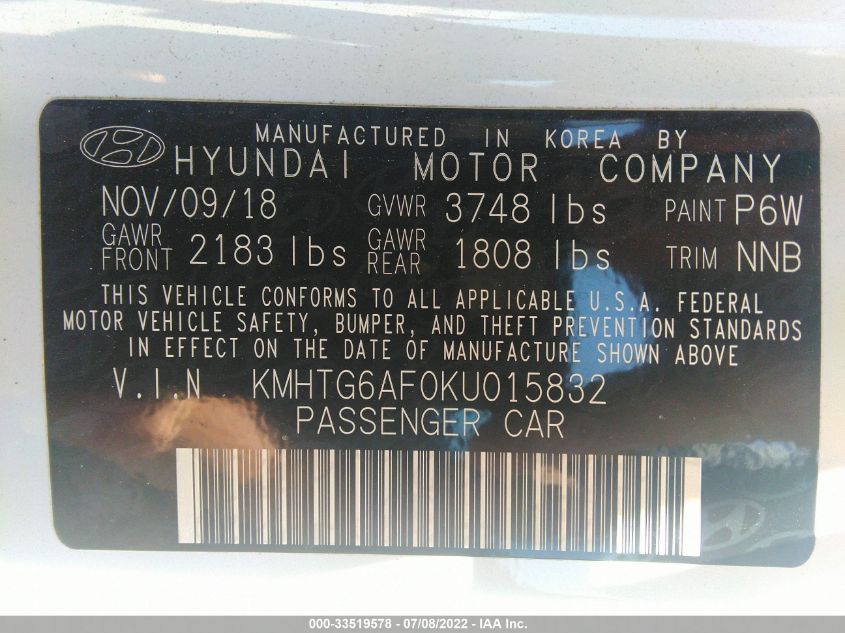 MANUFACTURED IN KOREA BY
HYUNDAI MOTOR COMPANY
NOV/09/18 GVWR 3748 lbs PAINT P6W
GAWR FRONT 2183 lbs GAWR REAR 1808 lbs TRIM NNB
THIS VEHICLE CONFORMS TO ALL APPLICABLE U.S.A. FEDERAL
MOTOR VEHICLE SAFETY, BUMPER, AND THEFT PREVENTION STANDARDS
IN EFFECT ON THE DATE OF MANUFACTURE SHOWN ABOVE
V.I.N KMHTG6AF0KU015832
PASSENGER CAR
000-33519578 - 07/08/2022 - IAA Inc.